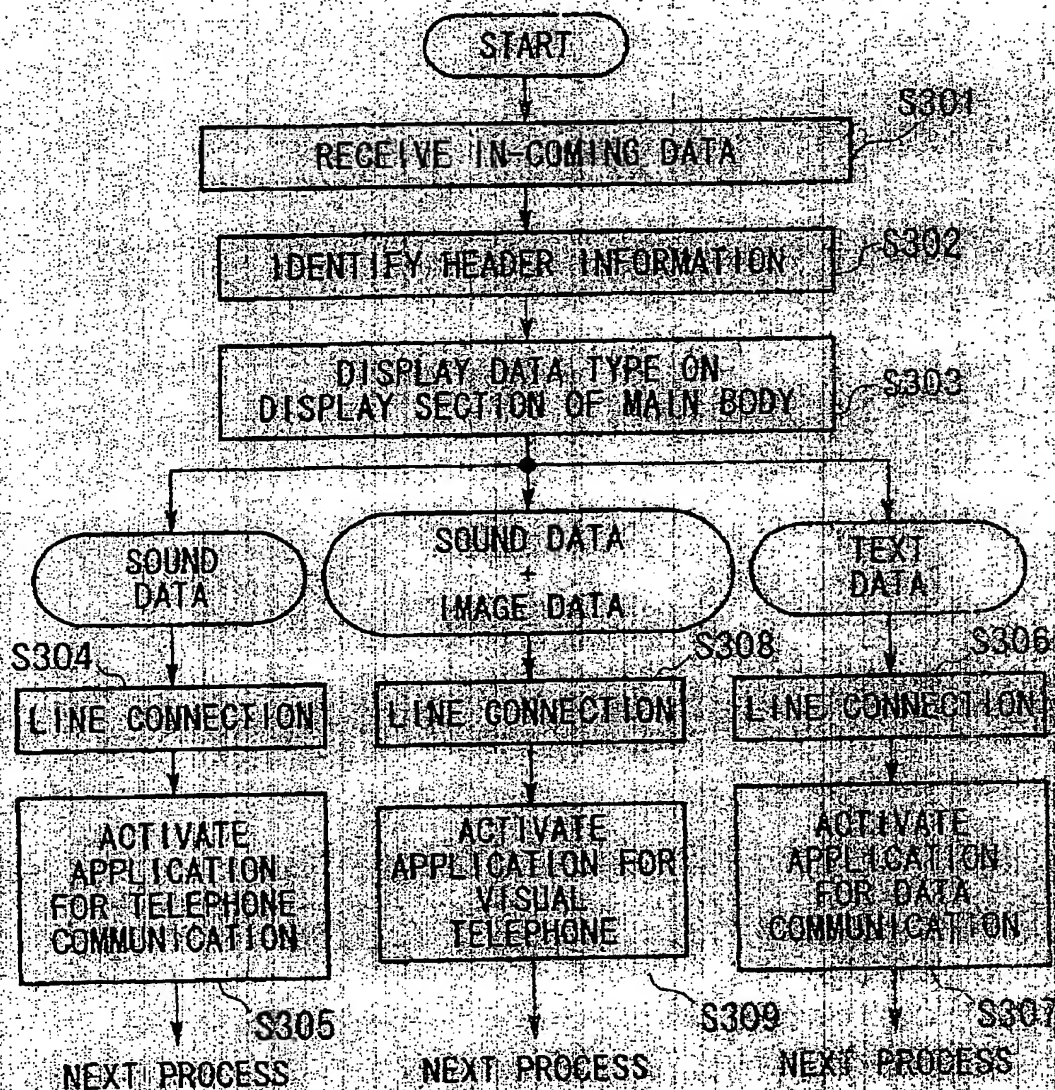 START
S301
RECEIVE IN-COMING DATA
S302
IDENTIFY HEADER INFORMATION
S303
DISPLAY DATA TYPE ON
DISPLAY SECTION OF MAIN BODY
SOUND
DATA
SOUND DATA
+
IMAGE DATA
TEXT
DATA
S304
LINE CONNECTION
S308
LINE CONNECTION
S306
LINE CONNECTION
ACTIVATE
APPLICATION
FOR TELEPHONE
COMMUNICATION
S305
ACTIVATE
APPLICATION FOR
VISUAL
TELEPHONE
S309
ACTIVATE
APPLICATION
FOR DATA
COMMUNICATION
S307
NEXT PROCESS
NEXT PROCESS
NEXT PROCESS